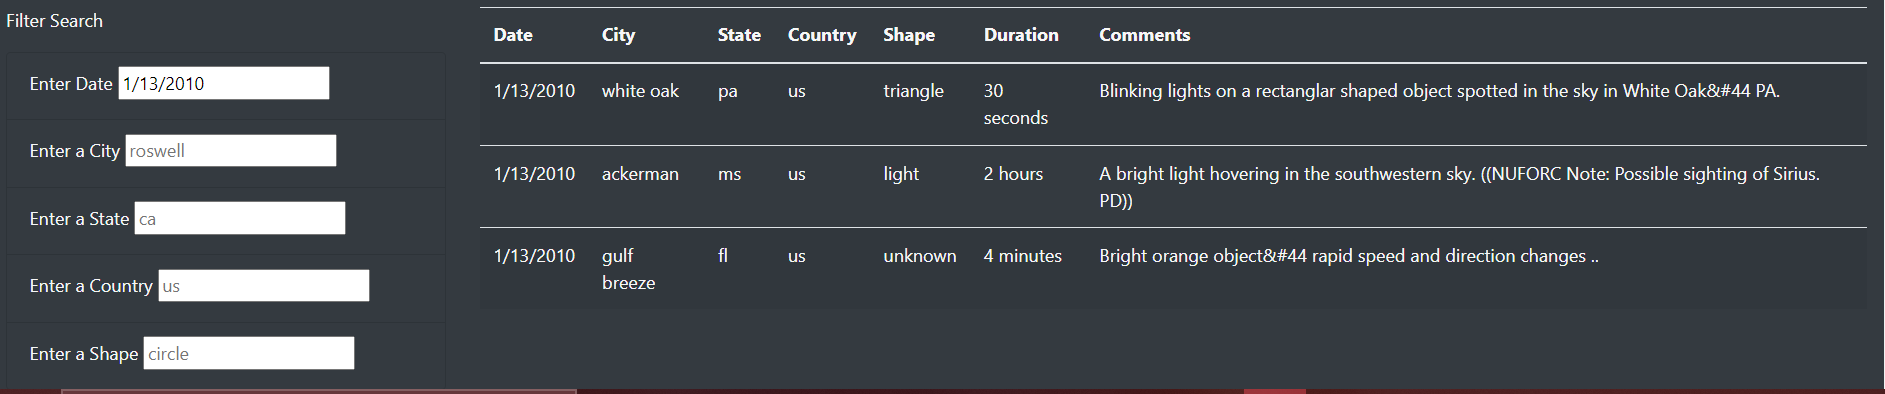 Filter Search
Enter Date 1/13/2010
Enter a City roswell
Enter a State ca
Enter a Country us
Enter a Shape circle
Date City State Country Shape Duration Comments
1/13/2010 white oak pa us triangle 30 Blinking lights on a rectanglar shaped object spotted in the sky in White Oak&#44 PA.
seconds
1/13/2010 ackerman ms us light 2 hours A bright light hovering in the southwestern sky. ((NUFORC Note: Possible sighting of Sirius.
PD))
1/13/2010 gulf fl us unknown 4 minutes Bright orange object&#44 rapid speed and direction changes ..
breeze